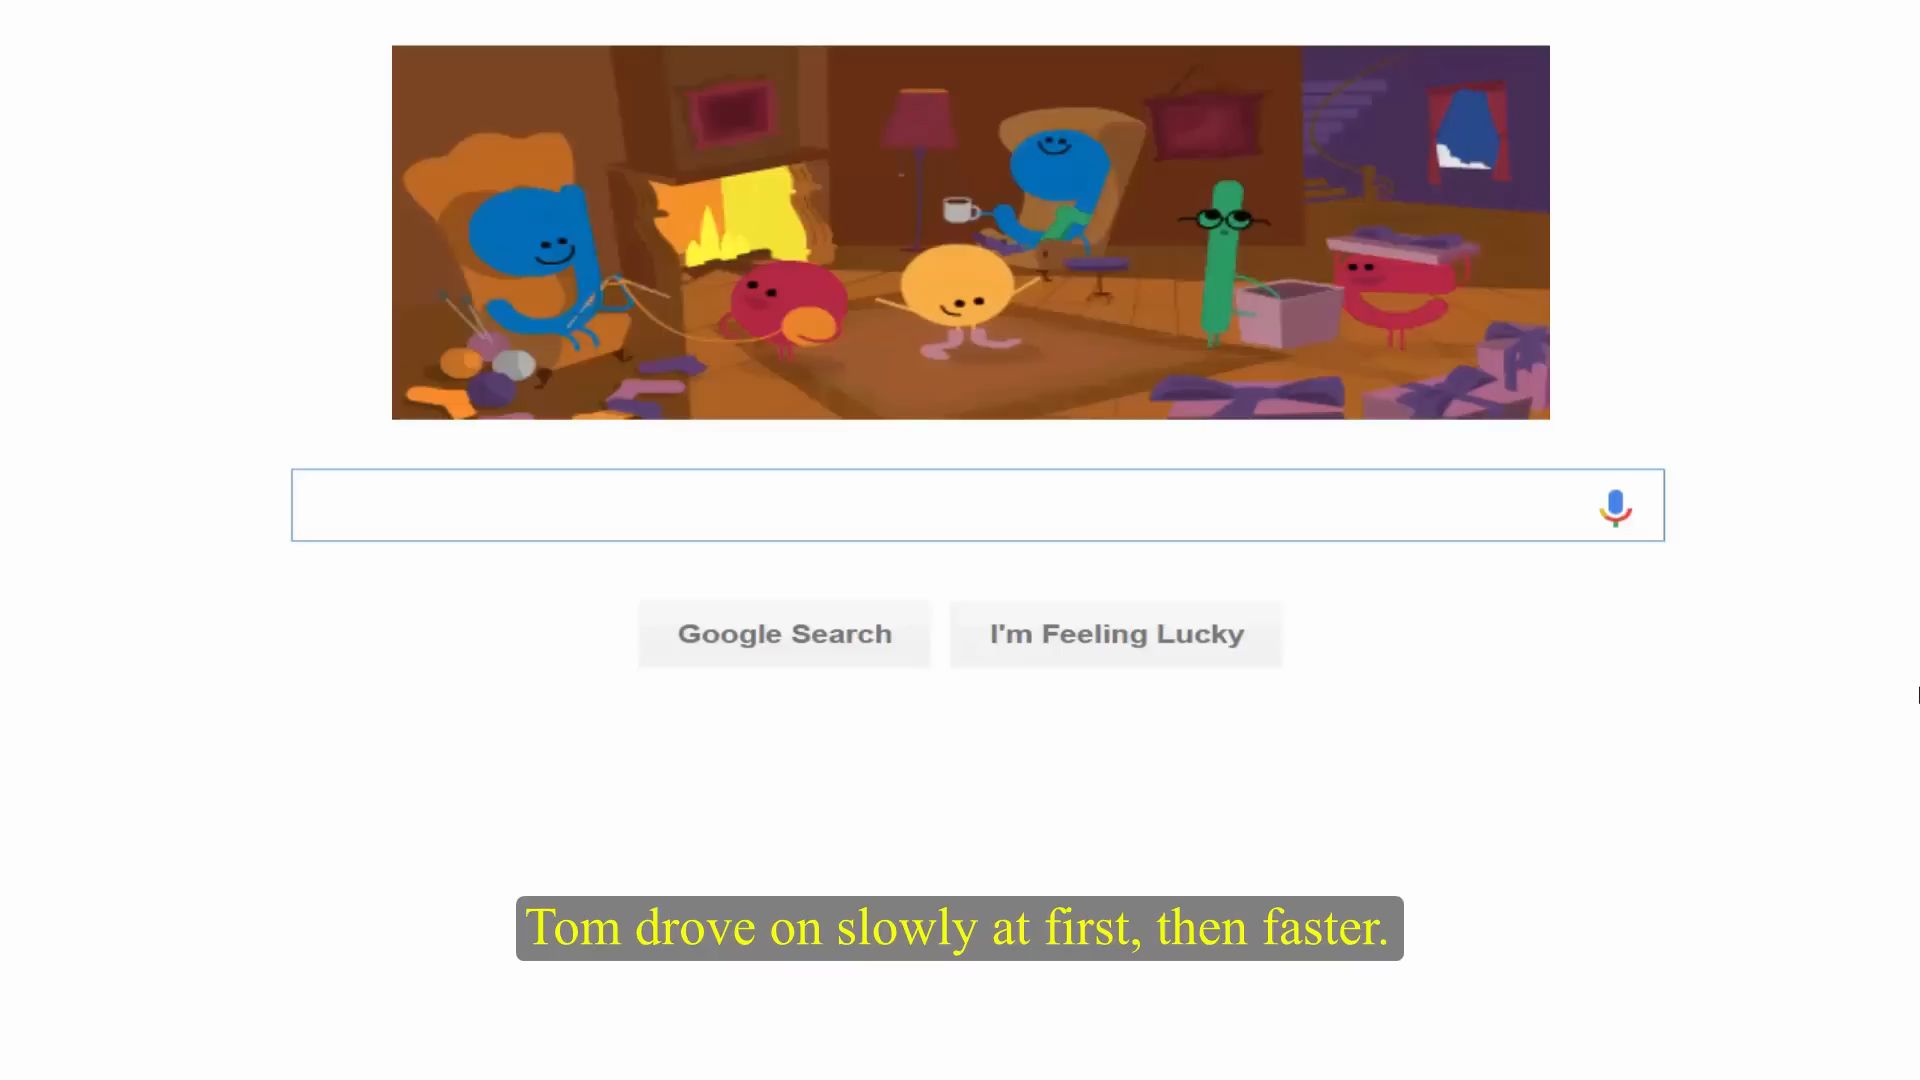 Google Search
I'm Feeling Lucky
Tom drove on slowly at first, then faster.